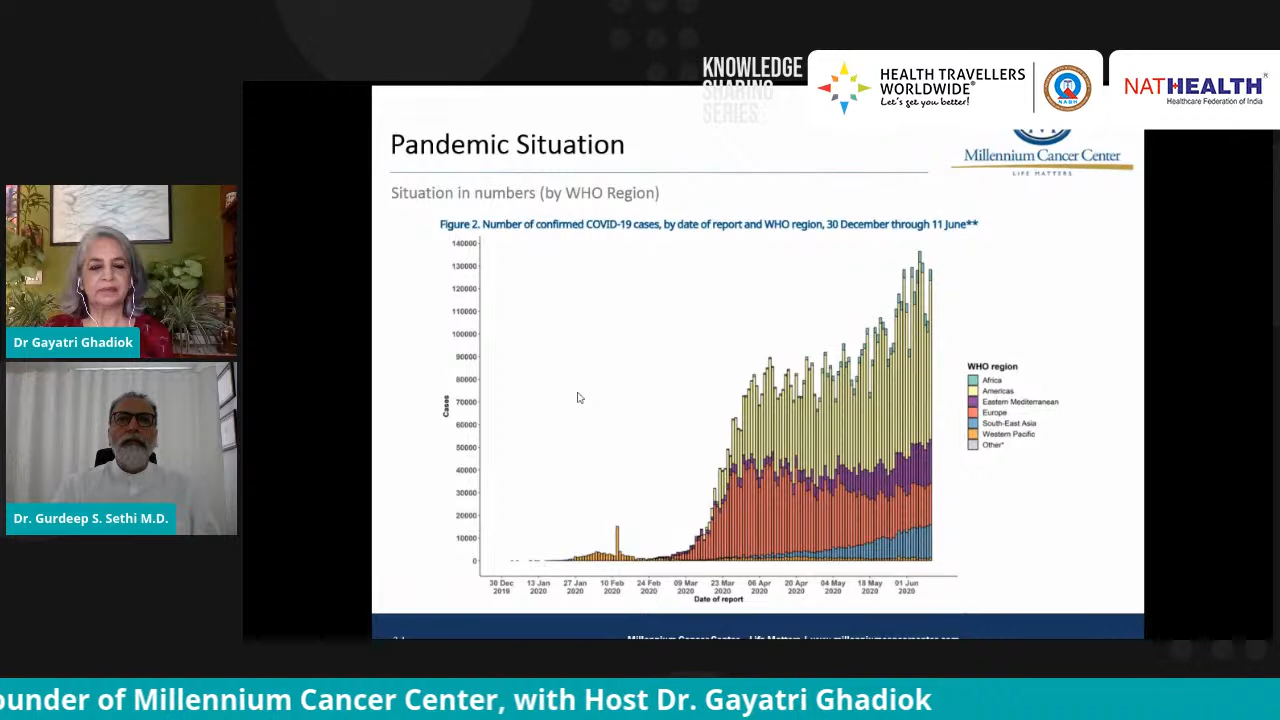 KNOWLEDGE
SHARING
SERIES
HEALTH TRAVELLERS
WORLDWIDE®
Let's get you better!
NABH
NATHEALTH®
Healthcare Federation of India
Millennium Cancer Center
LIFE MATTERS
Pandemic Situation
Situation in numbers (by WHO Region)
Figure 2. Number of confirmed COVID-19 cases, by date of report and WHO region, 30 December through 11 June**
140000
130000
120000
110000
100000
90000
80000
70000
60000
50000
40000
30000
20000
10000
0
Cases
30 Dec 2019
13 Jan 2020
27 Jan 2020
10 Feb 2020
24 Feb 2020
09 Mar 2020
23 Mar 2020
06 Apr 2020
20 Apr 2020
04 May 2020
18 May 2020
01 Jun 2020
Date of report
WHO region
Africa
Americas
Eastern Mediterranean
Europe
South-East Asia
Western Pacific
Other*
Dr Gayatri Ghadiok
Dr. Gurdeep S. Sethi M.D.
ounder of Millennium Cancer Center, with Host Dr. Gayatri Ghadiok